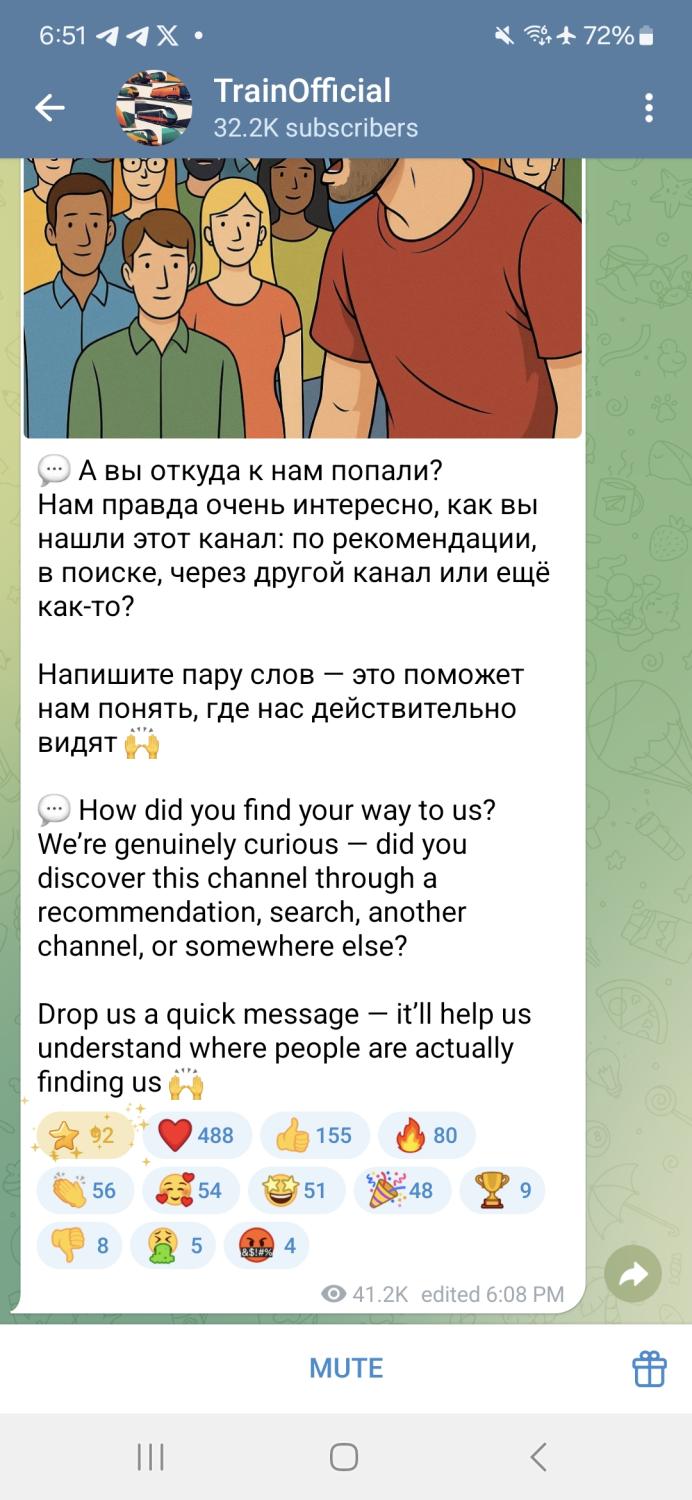 6:51
72%
TrainOfficial
32.2K subscribers
А вы откуда к нам попали?
Нам правда очень интересно, как вы
нашли этот канал: по рекомендации,
в поиске, через другой канал или ещё
как-то?
Напишите пару слов — это поможет
нам понять, где нас действительно
видят
How did you find your way to us?
We’re genuinely curious — did you
discover this channel through a
recommendation, search, another
channel, or somewhere else?
Drop us a quick message — it’ll help us
understand where people are actually
finding us
92 488 155 80
56 54 51 48 9
8 5 &$!#% 4
41.2K edited 6:08 PM
MUTE